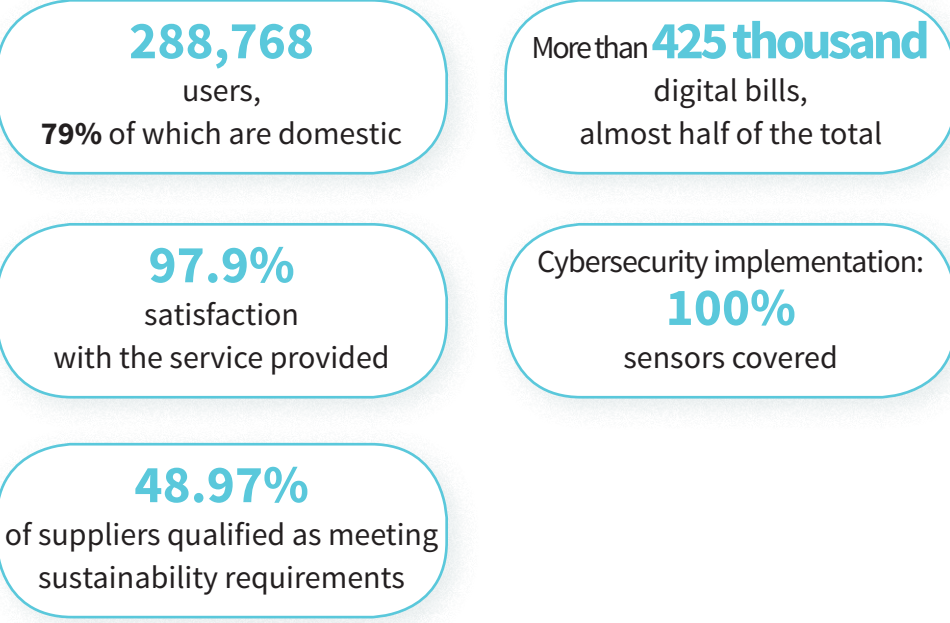 288,768
users,
79% of which are domestic
More than 425 thousand
digital bills,
almost half of the total
97.9%
satisfaction
with the service provided
Cybersecurity implementation:
100%
sensors covered
48.97%
of suppliers qualified as meeting
sustainability requirements